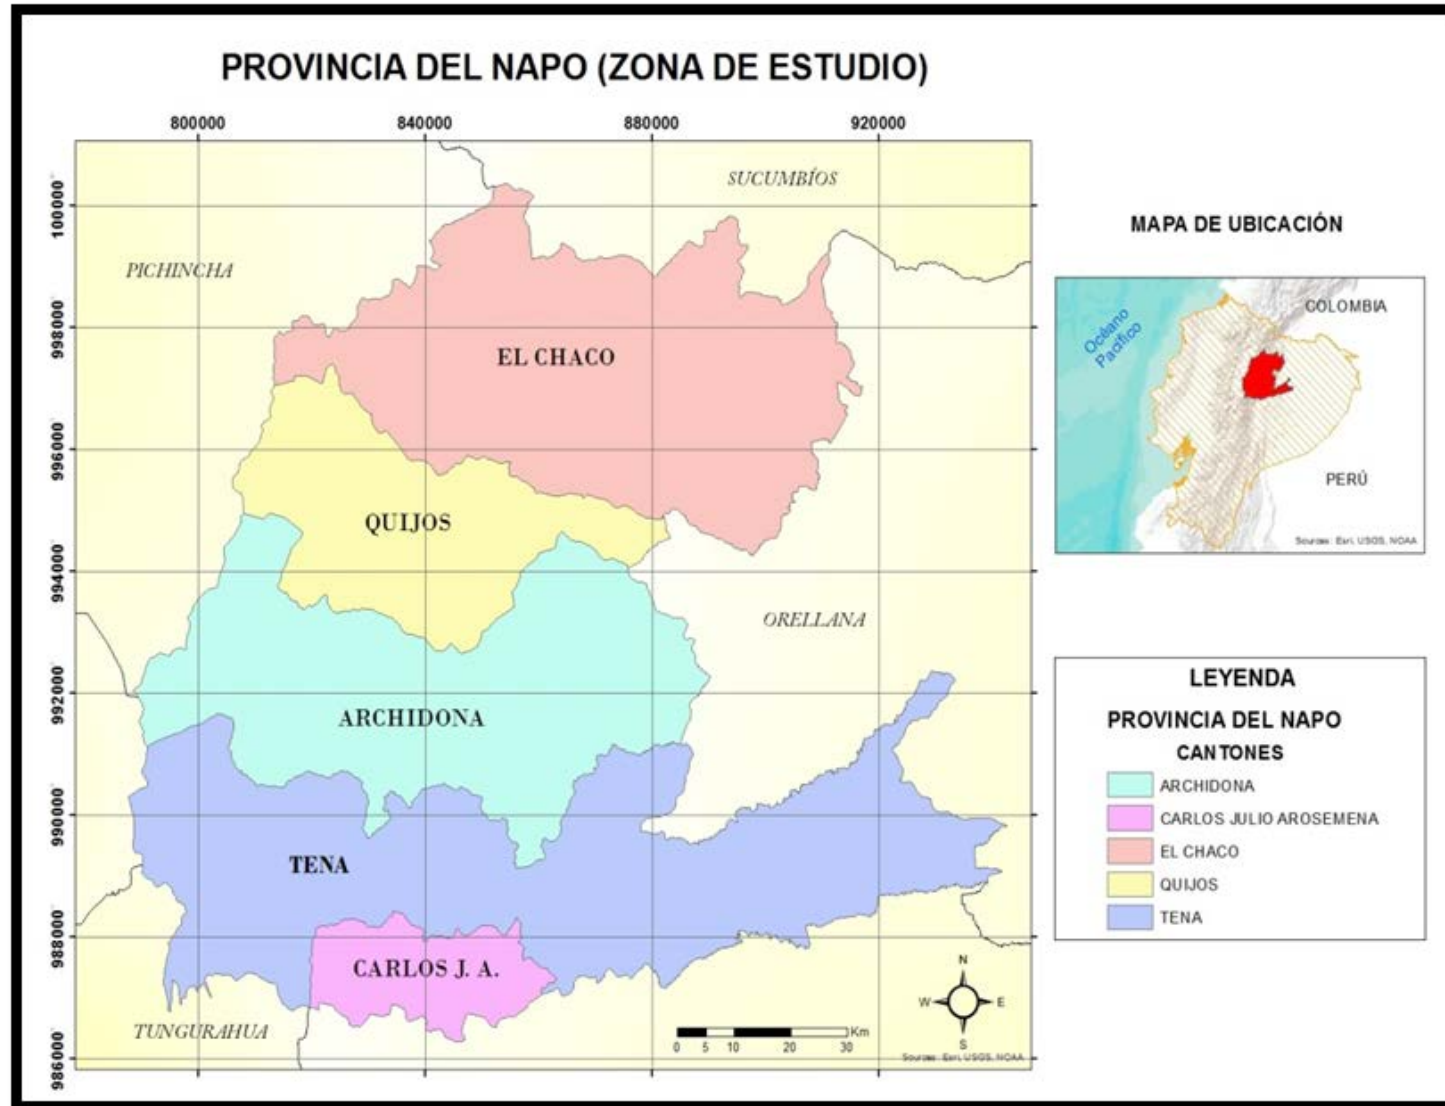 PROVINCIA DEL NAPO (ZONA DE ESTUDIO)
800000 840000 880000 920000
SUCUMBÍOS
PICHINCHA
EL CHACO
QUIJOS
ORELLANA
ARCHIDONA
TENA
CARLOS J. A.
TUNGURAHUA
100000
998000
996000
994000
992000
990000
988000
986000
N
W E
S
Km
0 5 10 20 30
Sources: Esri, USGS, NOAA
MAPA DE UBICACIÓN
COLOMBIA
Océano
Pacífico
PERÚ
Sources: Esri, USGS, NOAA
LEYENDA
PROVINCIA DEL NAPO
CANTONES
ARCHIDONA
CARLOS JULIO AROSEMENA
EL CHACO
QUIJOS
TENA